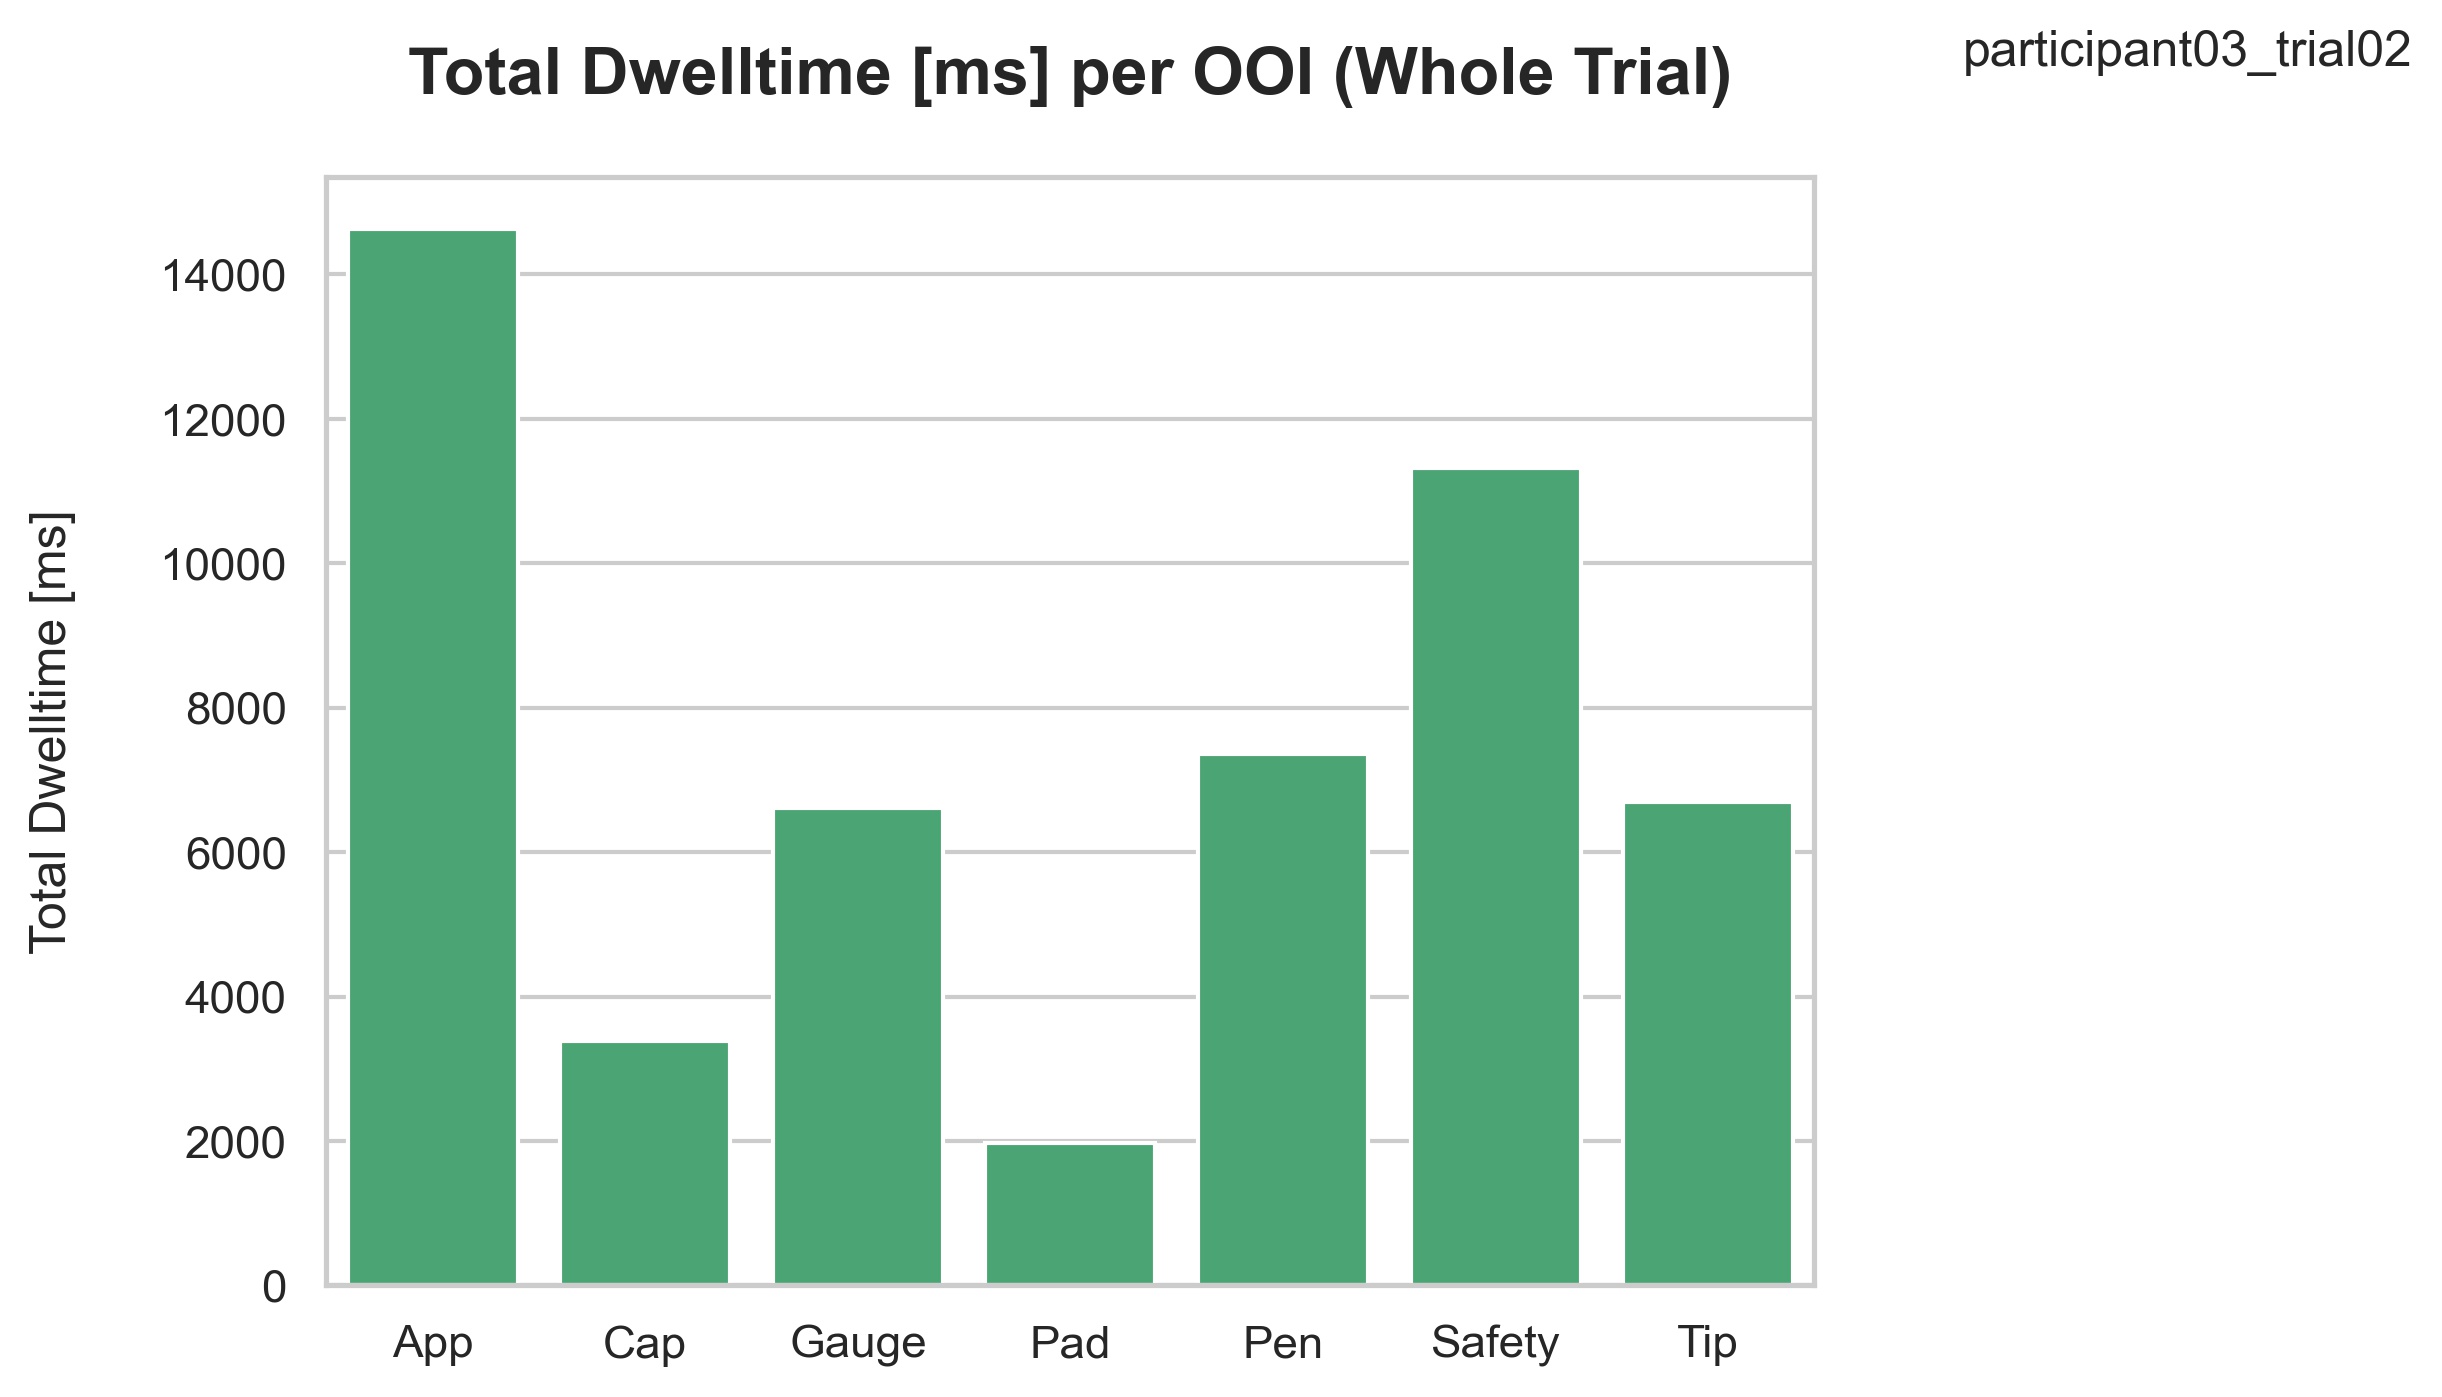 Total Dwelltime [ms] per OOI (Whole Trial)
participant03_trial02
Total Dwelltime [ms]
14000
12000
10000
8000
6000
4000
2000
0
App Cap Gauge Pad Pen Safety Tip